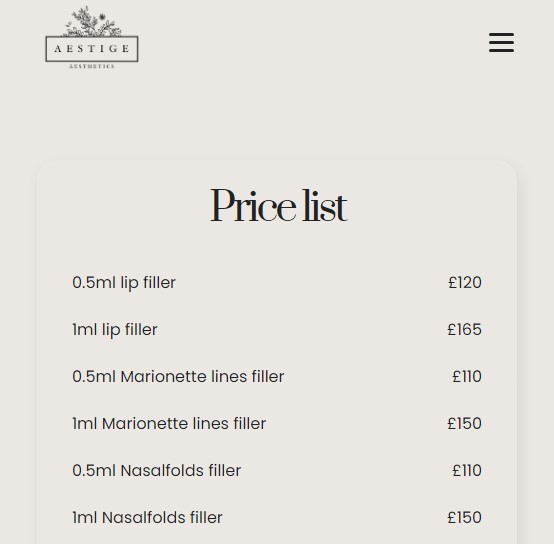 AESTIGE
AESTHETICS
Price list
0.5ml lip filler £120
1ml lip filler £165
0.5ml Marionette lines filler £110
1ml Marionette lines filler £150
0.5ml Nasalfolds filler £110
1ml Nasalfolds filler £150